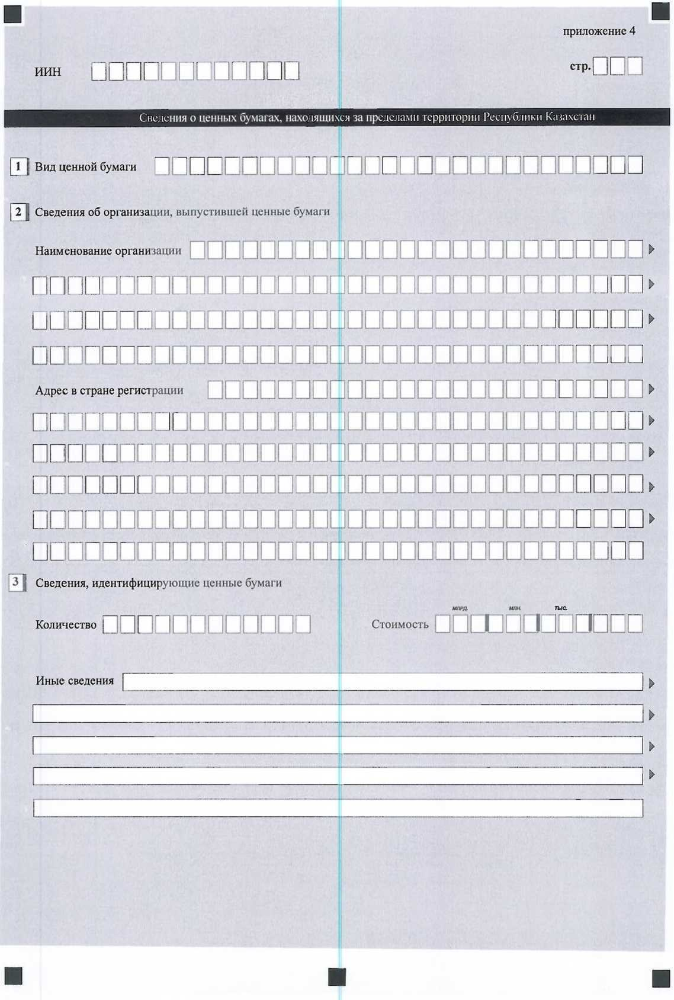 приложение 4
ИИН
стр.
Сведения о ценных бумагах, находящихся за пределами территории Республики Казахстан
1 Вид ценной бумаги
2 Сведения об организации, выпустившей ценные бумаги
Наименование организации
Адрес в стране регистрации
3 Сведения, идентифицирующие ценные бумаги
МЛРД. МЛН. ТЫС.
Количество Стоимость
Иные сведения